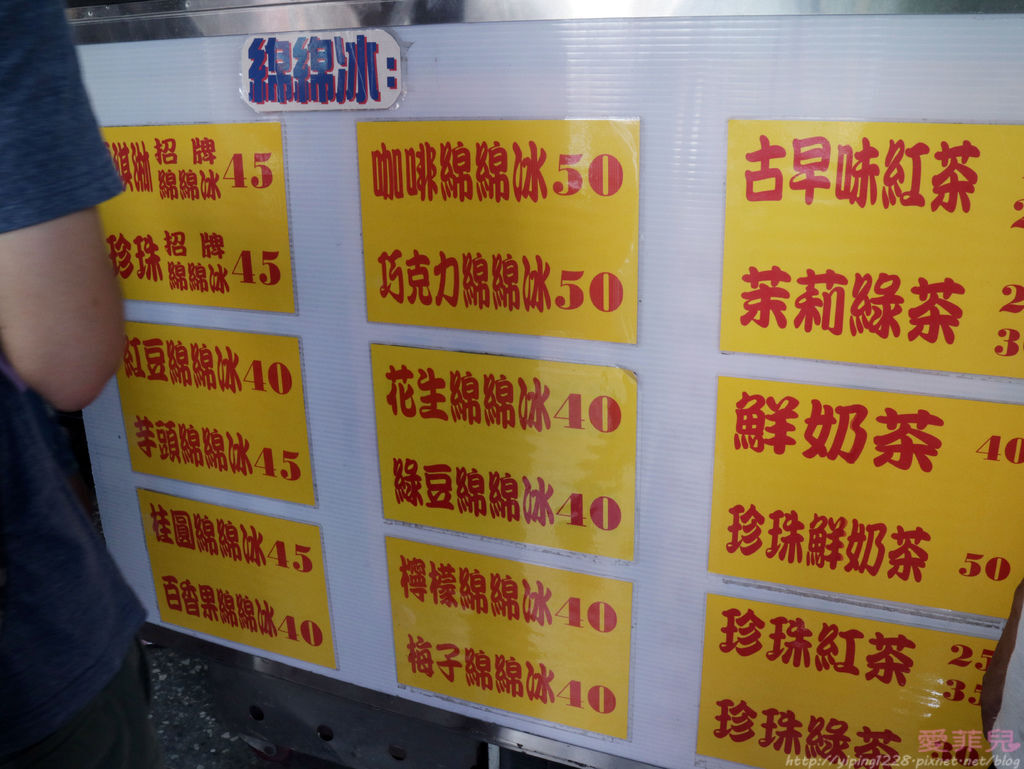 綿綿冰:
淇淋 招牌綿綿冰 45
珍珠 招牌綿綿冰 45
紅豆綿綿冰40
芋頭綿綿冰45
桂圓綿綿冰45
百香果綿綿冰40
咖啡綿綿冰50
巧克力綿綿冰50
花生綿綿冰40
綠豆綿綿冰40
檸檬綿綿冰40
梅子綿綿冰40
古早味紅茶
茉莉綠茶
鮮奶茶 40
珍珠鮮奶茶 50
珍珠紅茶 25 35
珍珠綠茶
愛菲兒
http://yiping1228.pixnet.net/blog